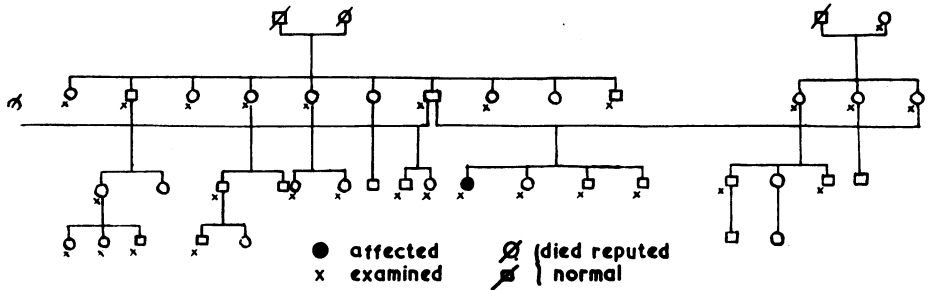 affected
died reputed
x examined
normal